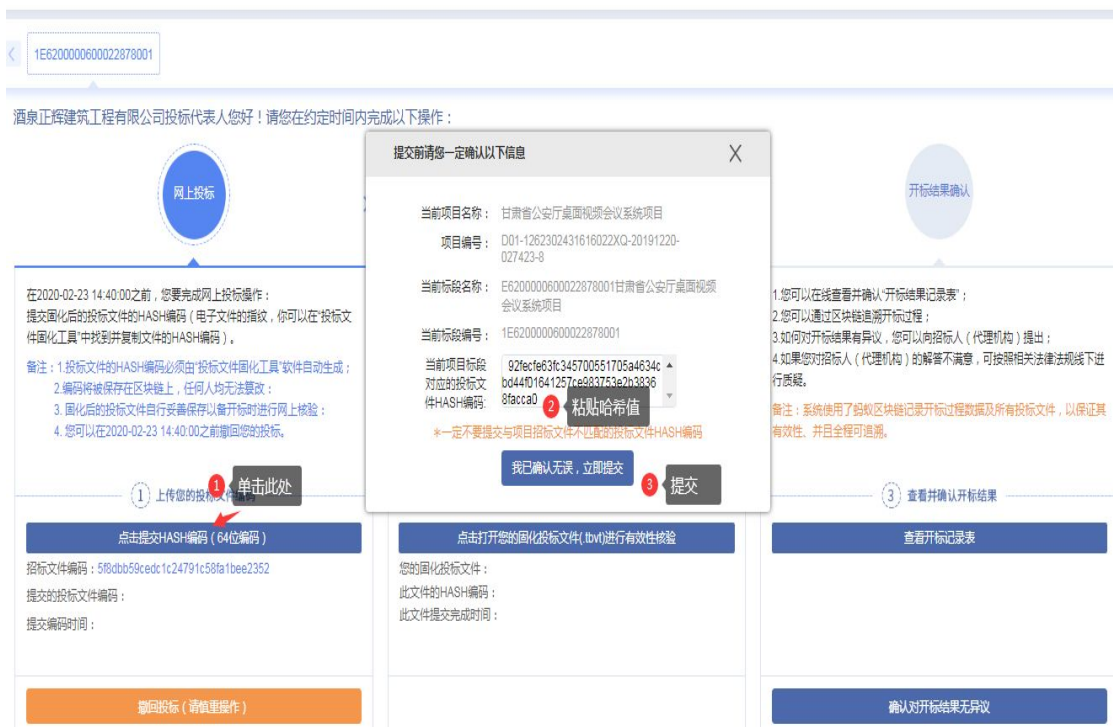 1E6200000600022878001
酒泉正辉建筑工程有限公司投标代表人您好！请您在约定时间内完成以下操作：
网上投标
在2020-02-23 14:40:00之前，您要完成网上投标操作：
提交固化后的投标文件的HASH编码（电子文件的指纹，你可以在“投标文
件固化工具”中找到并复制文件的HASH编码）。
备注：1.投标文件的HASH编码必须由“投标文件固化工具”软件自动生成；
2.编码将被保存在区块链上，任何人均无法篡改；
3. 固化后的投标文件自行妥善保存以备开标时进行网上核验；
4. 您可以在2020-02-23 14:40:00之前撤回您的投标。
1 单击此处
1 上传您的投标文件编码
点击提交HASH编码（64位编码）
招标文件编码：5f8dbb59cedc1c24791c58fa1bee2352
提交的投标文件编码：
提交编码时间：
撤回投标（请慎重操作）
提交前请您一定确认以下信息
X
当前项目名称： 甘肃省公安厅桌面视频会议系统项目
项目编号： D01-12623024316160​22XQ-20191220-
027423-8
当前标段名称： E6200000600022878001甘肃省公安厅桌面视频
会议系统项目
当前标段编号： 1E6200000600022878001
当前项目标段
对应的投标文
件HASH编码:
92fecfe63fc345700551705a4634c
bd44f01641257ce983753e2b3836
8facca0
2 粘贴哈希值
*一定不要提交与项目招标文件不匹配的投标文件HASH编码
我已确认无误，立即提交
3 提交
点击打开您的固化投标文件(.tbvt)进行有效性核验
您的固化投标文件：
此文件的HASH编码：
此文件提交完成时间：
开标结果确认
1.您可以在线查看并确认“开标结果记录表”；
2.您可以通过区块链追溯开标过程；
3.如何对开标结果有异议，您可以向招标人（代理机构）提出；
4.如果您对招标人（代理机构）的解答不满意，可按照相关法律法规线下进
行质疑。
备注：系统使用了蚂蚁区块链记录开标过程数据及所有投标文件，以保证其
有效性、并且全程可追溯。
3 查看并确认开标结果
查看开标记录表
确认对开标结果无异议